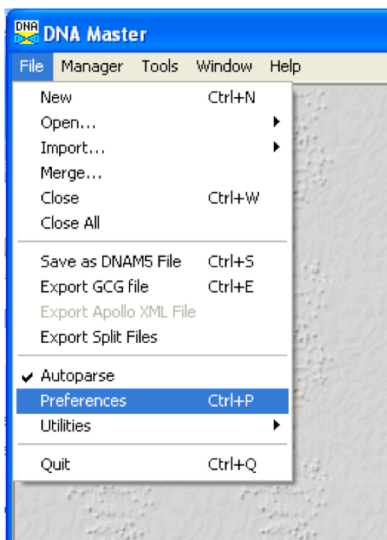 DNA
DNA Master
File Manager Tools Window Help
New Ctrl+N
Open...
Import...
Merge...
Close Ctrl+W
Close All
Save as DNAM5 File Ctrl+S
Export GCG file Ctrl+E
Export Apollo XML File
Export Split Files
Autoparse
Preferences Ctrl+P
Utilities
Quit Ctrl+Q